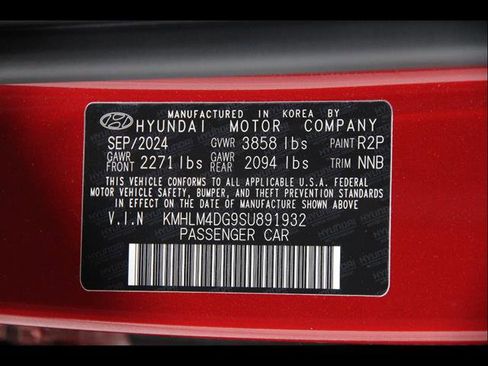 MANUFACTURED IN KOREA BY
HYUNDAI MOTOR COMPANY
SEP/2024 GVWR 3858 lbs PAINT R2P
GAWR FRONT 2271 lbs GAWR REAR 2094 lbs TRIM NNB
THIS VEHICLE CONFORMS TO ALL APPLICABLE U.S.A. FEDERAL
MOTOR VEHICLE SAFETY, BUMPER, AND THEFT PREVENTION STANDARDS
IN EFFECT ON THE DATE OF MANUFACTURE SHOWN ABOVE.
V.I.N KMHLM4DG9SU891932
PASSENGER CAR